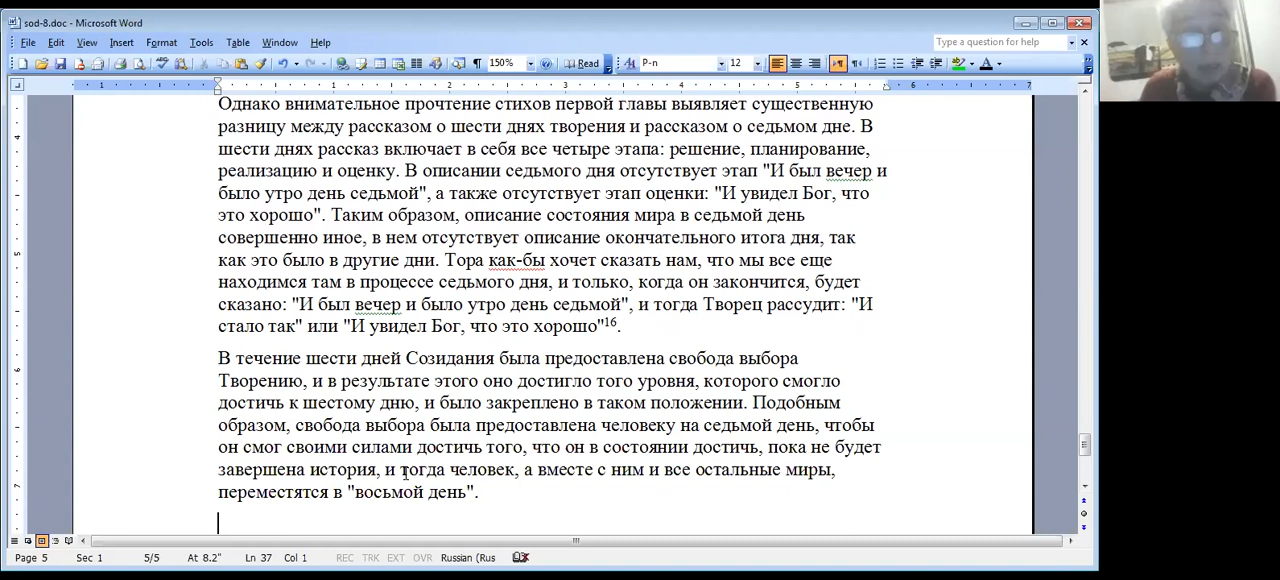 sod-8.doc - Microsoft Word
File Edit View Insert Format Tools Table Window Help
Type a question for help
150% Read P-n 12
1 1 2 3 4 5 6 7
Однако внимательное прочтение стихов первой главы выявляет существенную
разницу между рассказом о шести днях творения и рассказом о седьмом дне. В
шести днях рассказ включает в себя все четыре этапа: решение, планирование,
реализацию и оценку. В описании седьмого дня отсутствует этап "И был вечер и
было утро день седьмой", а также отсутствует этап оценки: "И увидел Бог, что
это хорошо". Таким образом, описание состояния мира в седьмой день
совершенно иное, в нем отсутствует описание окончательного итога дня, так
как это было в другие дни. Тора как-бы хочет сказать нам, что мы все еще
находимся там в процессе седьмого дня, и только, когда он закончится, будет
сказано: "И был вечер и было утро день седьмой", и тогда Творец рассудит: "И
стало так" или "И увидел Бог, что это хорошо"16.
В течение шести дней Созидания была предоставлена свобода выбора
Творению, и в результате этого оно достигло того уровня, которого смогло
достичь к шестому дню, и было закреплено в таком положении. Подобным
образом, свобода выбора была предоставлена человеку на седьмой день, чтобы
он смог своими силами достичь того, что он в состоянии достичь, пока не будет
завершена история, и тогда человек, а вместе с ним и все остальные миры,
переместятся в "восьмой день".
Page 5 Sec 1 5/5 At 8.2" Ln 37 Col 1 REC TRK EXT OVR Russian (Rus